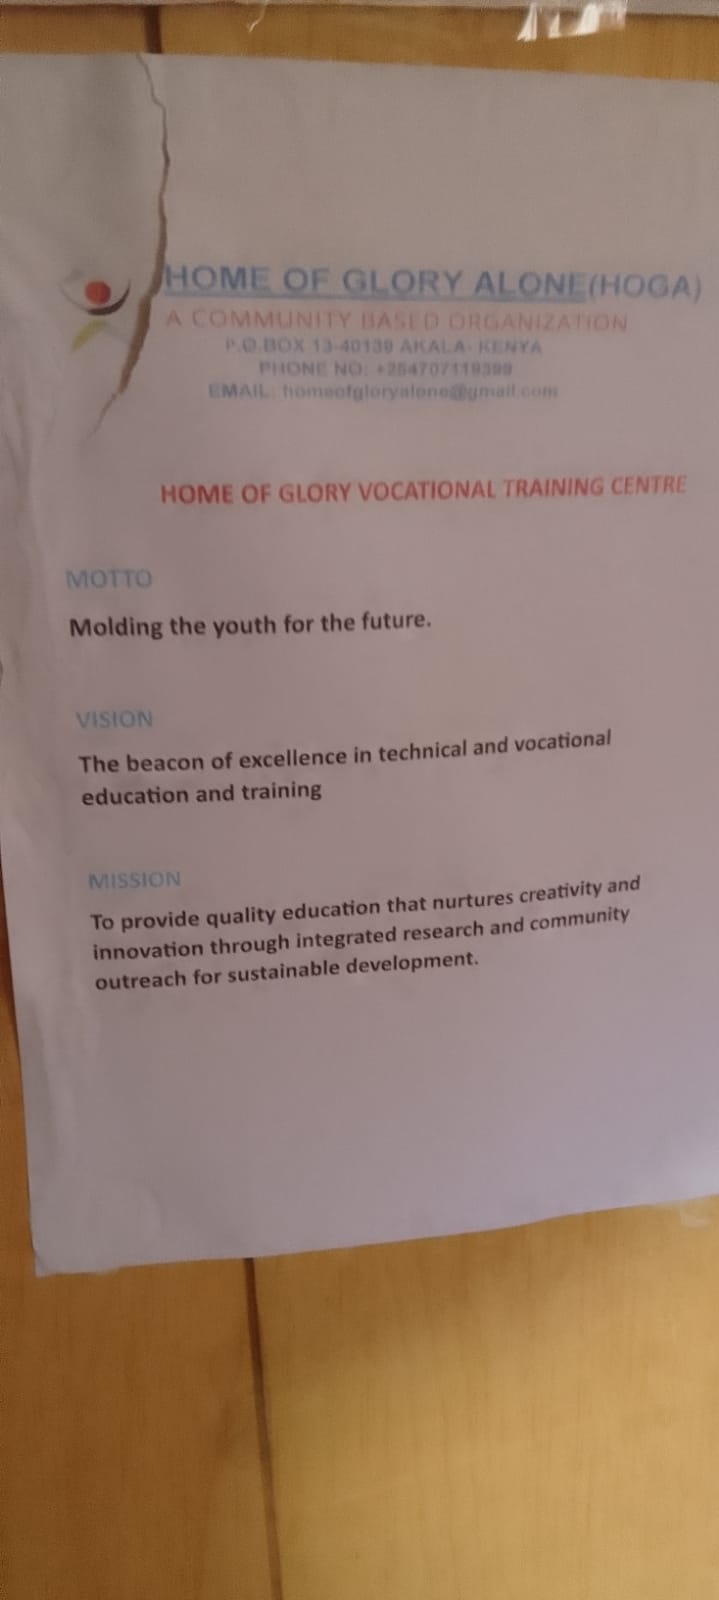 HOME OF GLORY ALONE(HOGA)
A COMMUNITY BASED ORGANIZATION
P.O.BOX 13-40139 AKALA- KENYA
PHONE NO: +254707119399
EMAIL: homeofgloryalone@gmail.com
HOME OF GLORY VOCATIONAL TRAINING CENTRE
MOTTO
Molding the youth for the future.
VISION
The beacon of excellence in technical and vocational
education and training
MISSION
To provide quality education that nurtures creativity and
innovation through integrated research and community
outreach for sustainable development.